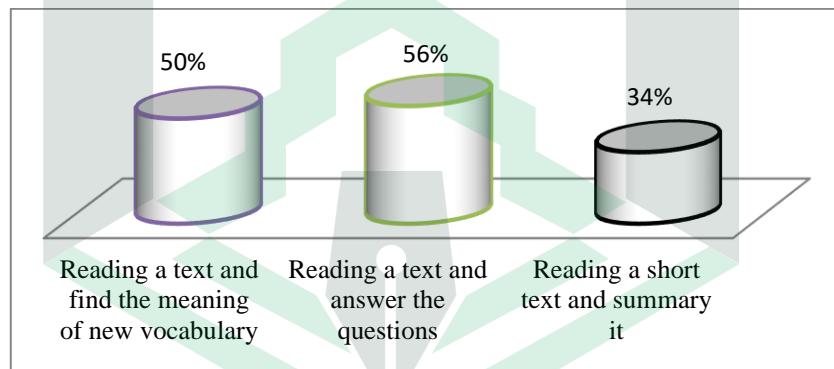 50%
56%
34%
Reading a text and
find the meaning
of new vocabulary
Reading a text and
answer the
questions
Reading a short
text and summary
it